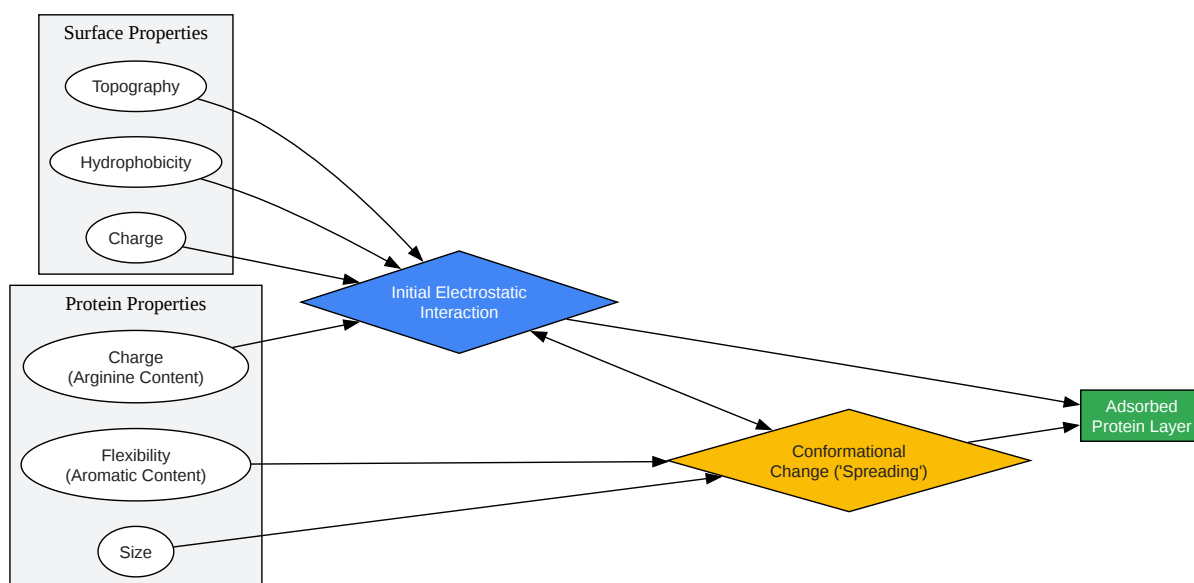 Surface Properties
Topography
Hydrophobicity
Charge
Protein Properties
Charge
(Arginine Content)
Flexibility
(Aromatic Content)
Size
Initial Electrostatic
Interaction
Conformational
Change ('Spreading')
Adsorbed
Protein Layer